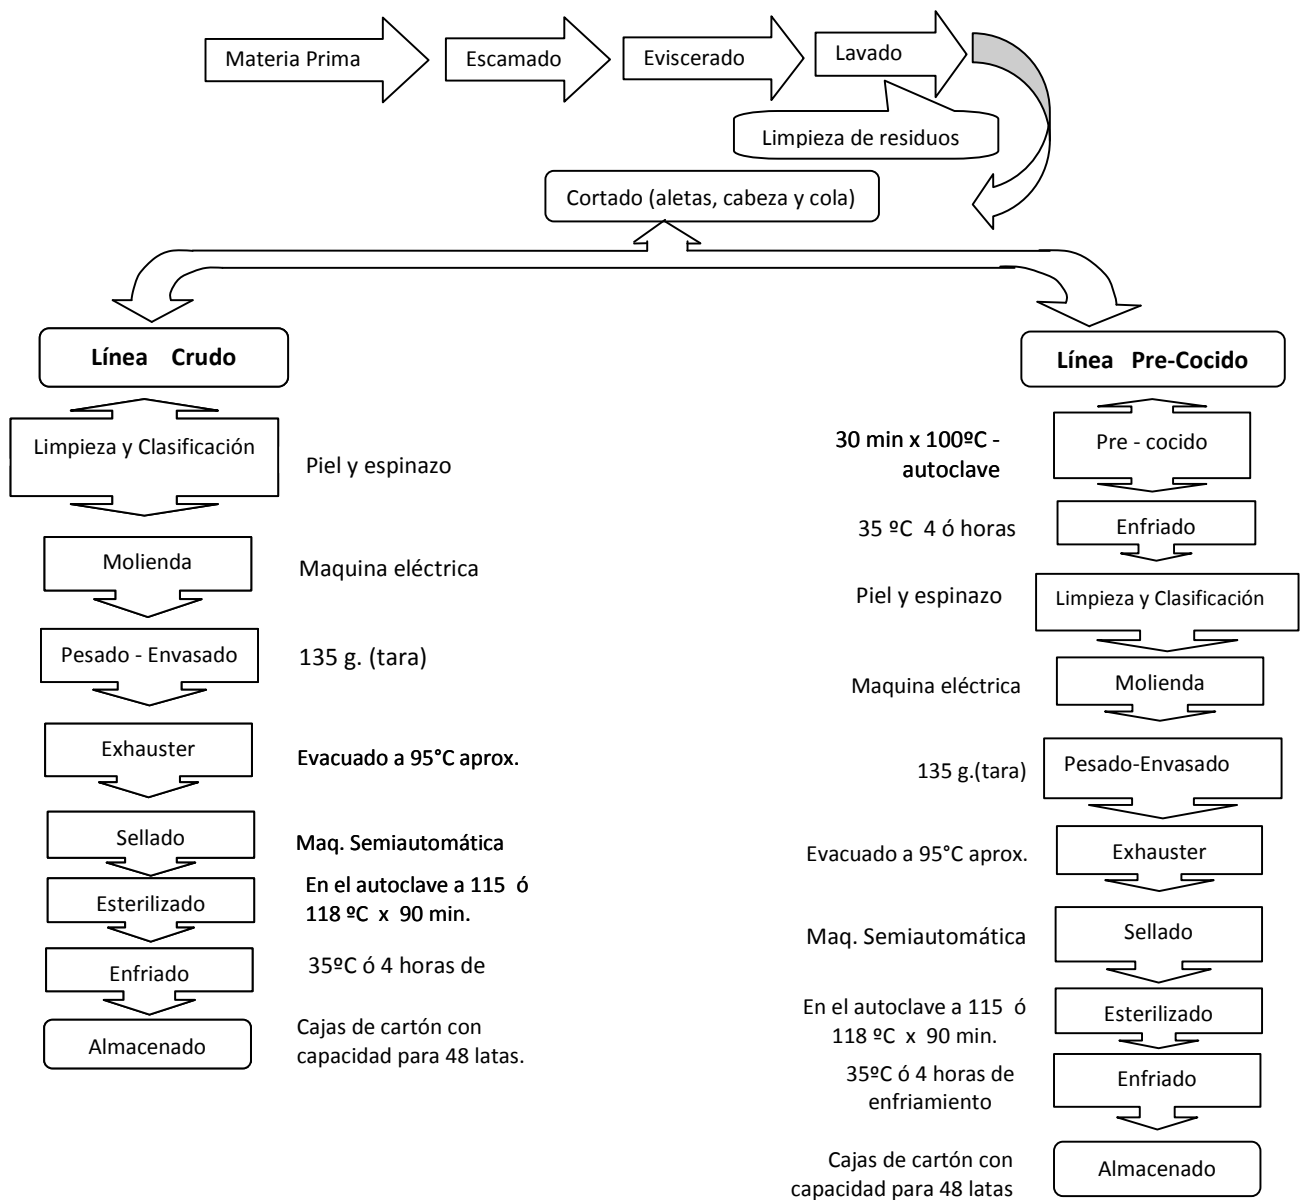 Materia Prima
Escamado
Eviscerado
Lavado
Limpieza de residuos
Cortado (aletas, cabeza y cola)
Línea Crudo
Limpieza y Clasificación
Piel y espinazo
Molienda
Maquina eléctrica
Pesado - Envasado
135 g. (tara)
Exhauster
Evacuado a 95°C aprox.
Sellado
Maq. Semiautomática
Esterilizado
En el autoclave a 115 ó
118 ºC x 90 min.
Enfriado
35ºC ó 4 horas de
Almacenado
Cajas de cartón con
capacidad para 48 latas.
Línea Pre-Cocido
30 min x 100ºC -
autoclave
Pre - cocido
35 ºC 4 ó horas
Enfriado
Piel y espinazo
Limpieza y Clasificación
Maquina eléctrica
Molienda
135 g.(tara)
Pesado-Envasado
Evacuado a 95°C aprox.
Exhauster
Maq. Semiautomática
Sellado
En el autoclave a 115 ó
118 ºC x 90 min.
Esterilizado
35ºC ó 4 horas de
enfriamiento
Enfriado
Cajas de cartón con
capacidad para 48 latas
Almacenado